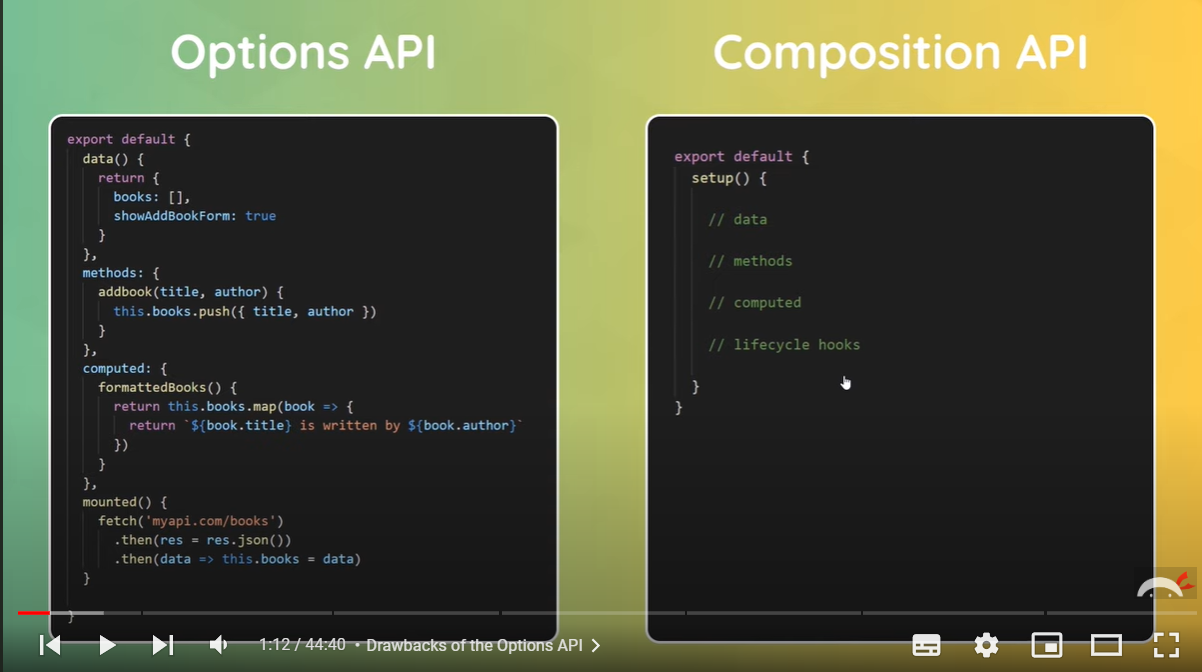 Options API
Composition API
export default {
data() {
return {
books: [],
showAddBookForm: true
}
},
methods: {
addbook(title, author) {
this.books.push({ title, author })
}
},
computed: {
formattedBooks() {
return this.books.map(book => {
return `${book.title} is written by ${book.author}`
})
}
},
mounted() {
fetch('myapi.com/books')
.then(res = res.json())
.then(data => this.books = data)
}
}
export default {
setup() {
// data
// methods
// computed
// lifecycle hooks
}
}
1:12 / 44:40 • Drawbacks of the Options API >